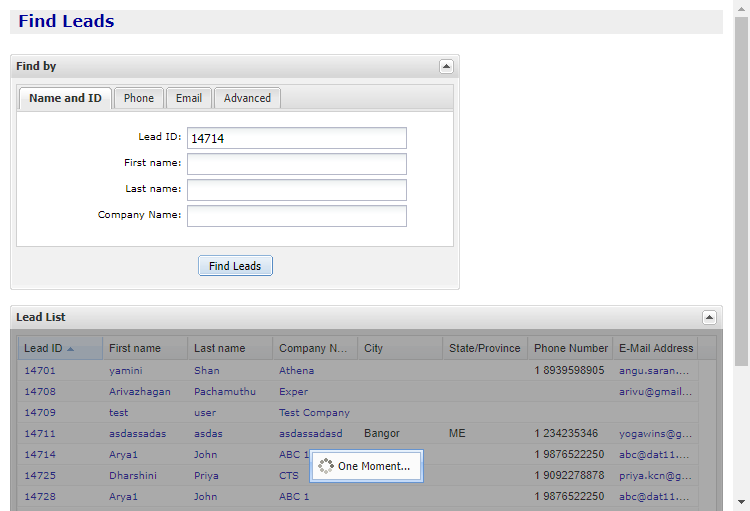 Find Leads
Find by
Name and ID Phone Email Advanced
Lead ID: 14714
First name:
Last name:
Company Name:
Find Leads
Lead List
Lead ID First name Last name Company N... City State/Province Phone Number E-Mail Address
14701 yamini Shan Athena 1 8939598905 angu.saran....
14708 Arivazhagan Pachamuthu Exper arivu@gmail...
14709 test user Test Company
14711 asdassadas asdas asdassadasd Bangor ME 1 234235346 yogawins@g...
14714 Arya1 John ABC 1 1 9876522250 abc@dat11....
14725 Dharshini Priya CTS 1 9092278878 priya.kcn@g...
14728 Arya1 John ABC 1 1 9876522250 abc@dat11....
One Moment...